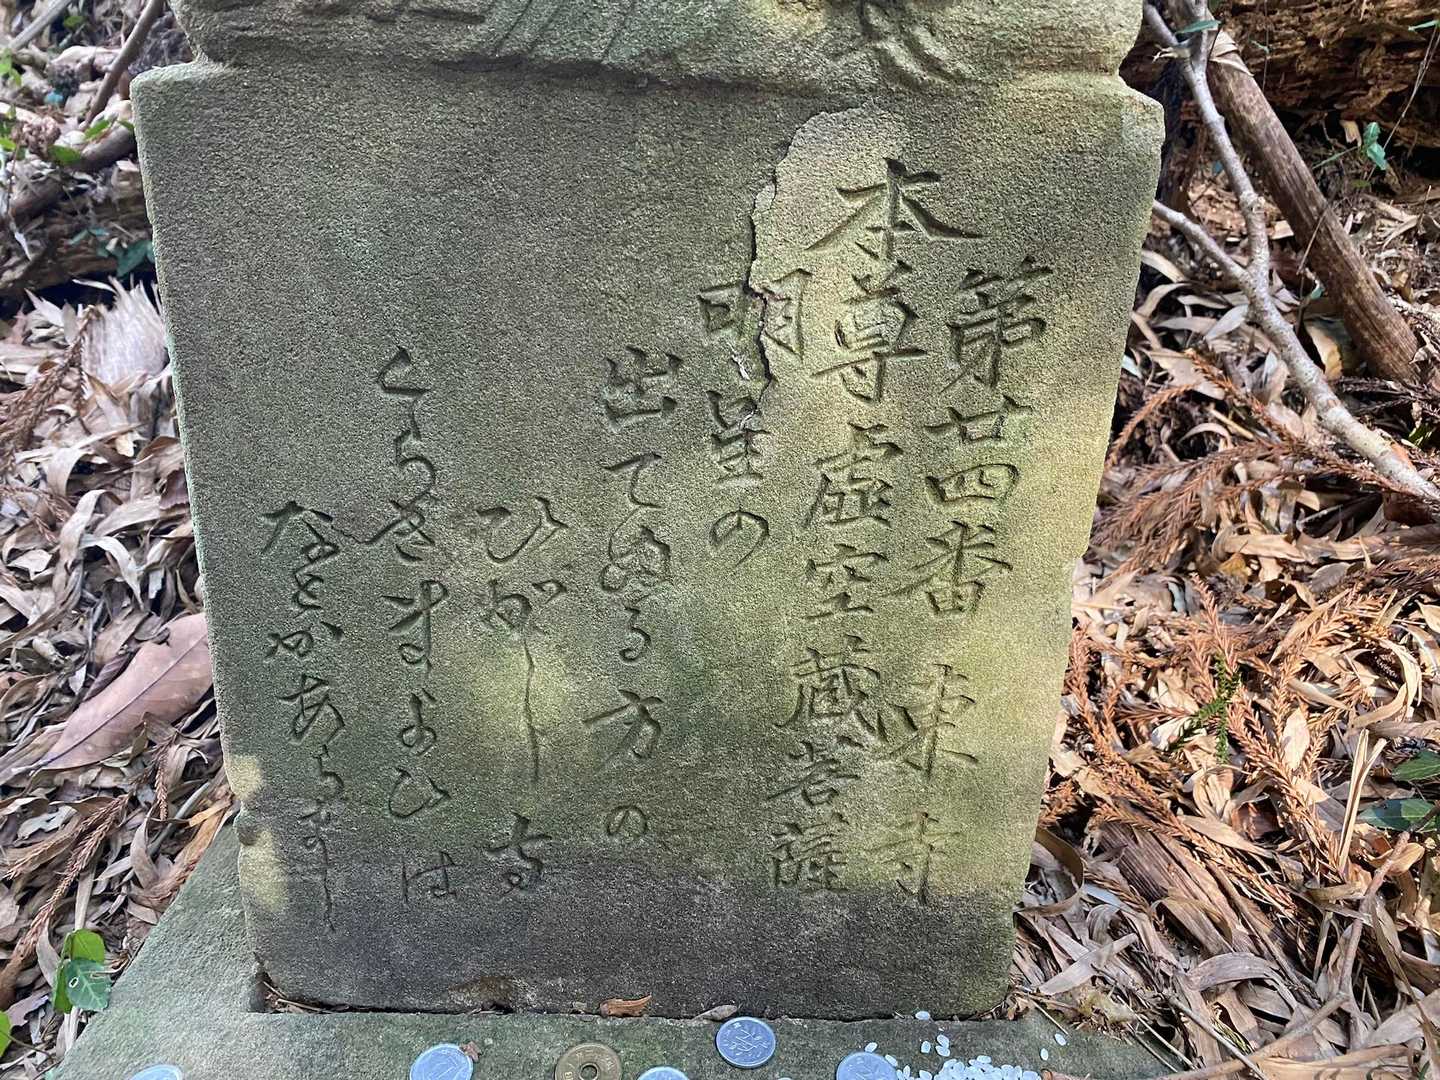 第廿四番 東寺
本尊虚空蔵菩薩
明星の
出てぬる方の
ひがし寺
くらきまよひは
などかあらまし